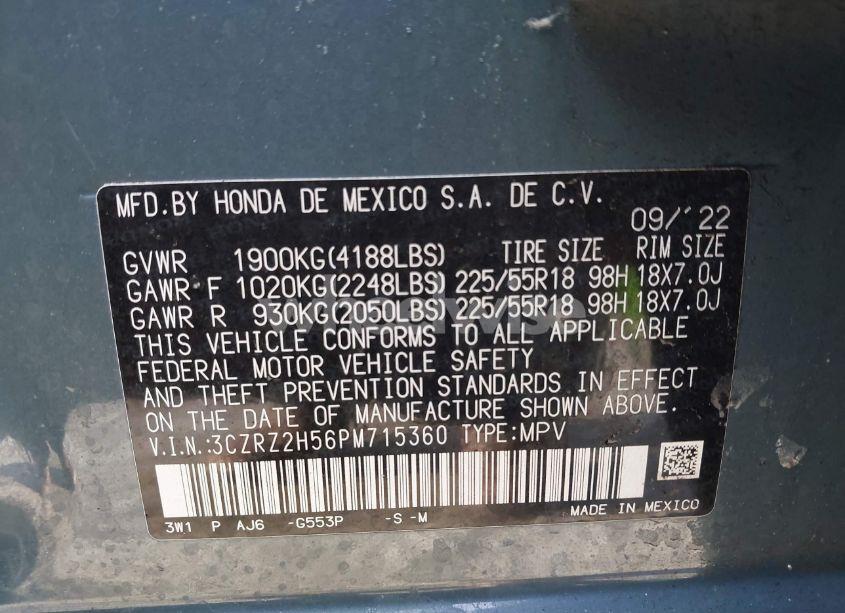 MFD.BY HONDA DE MEXICO S.A. DE C.V.
09/'22
GVWR 1900KG(4188LBS) TIRE SIZE RIM SIZE
GAWR F 1020KG(2248LBS) 225/55R18 98H 18X7.0J
GAWR R 930KG(2050LBS) 225/55R18 98H 18X7.0J
THIS VEHICLE CONFORMS TO ALL APPLICABLE
FEDERAL MOTOR VEHICLE SAFETY
AND THEFT PREVENTION STANDARDS IN EFFECT
ON THE DATE OF MANUFACTURE SHOWN ABOVE.
V.I.N.:3CZRZ2H56PM715360 TYPE:MPV
3W1 P AJ6 -G553P -S -M
MADE IN MEXICO